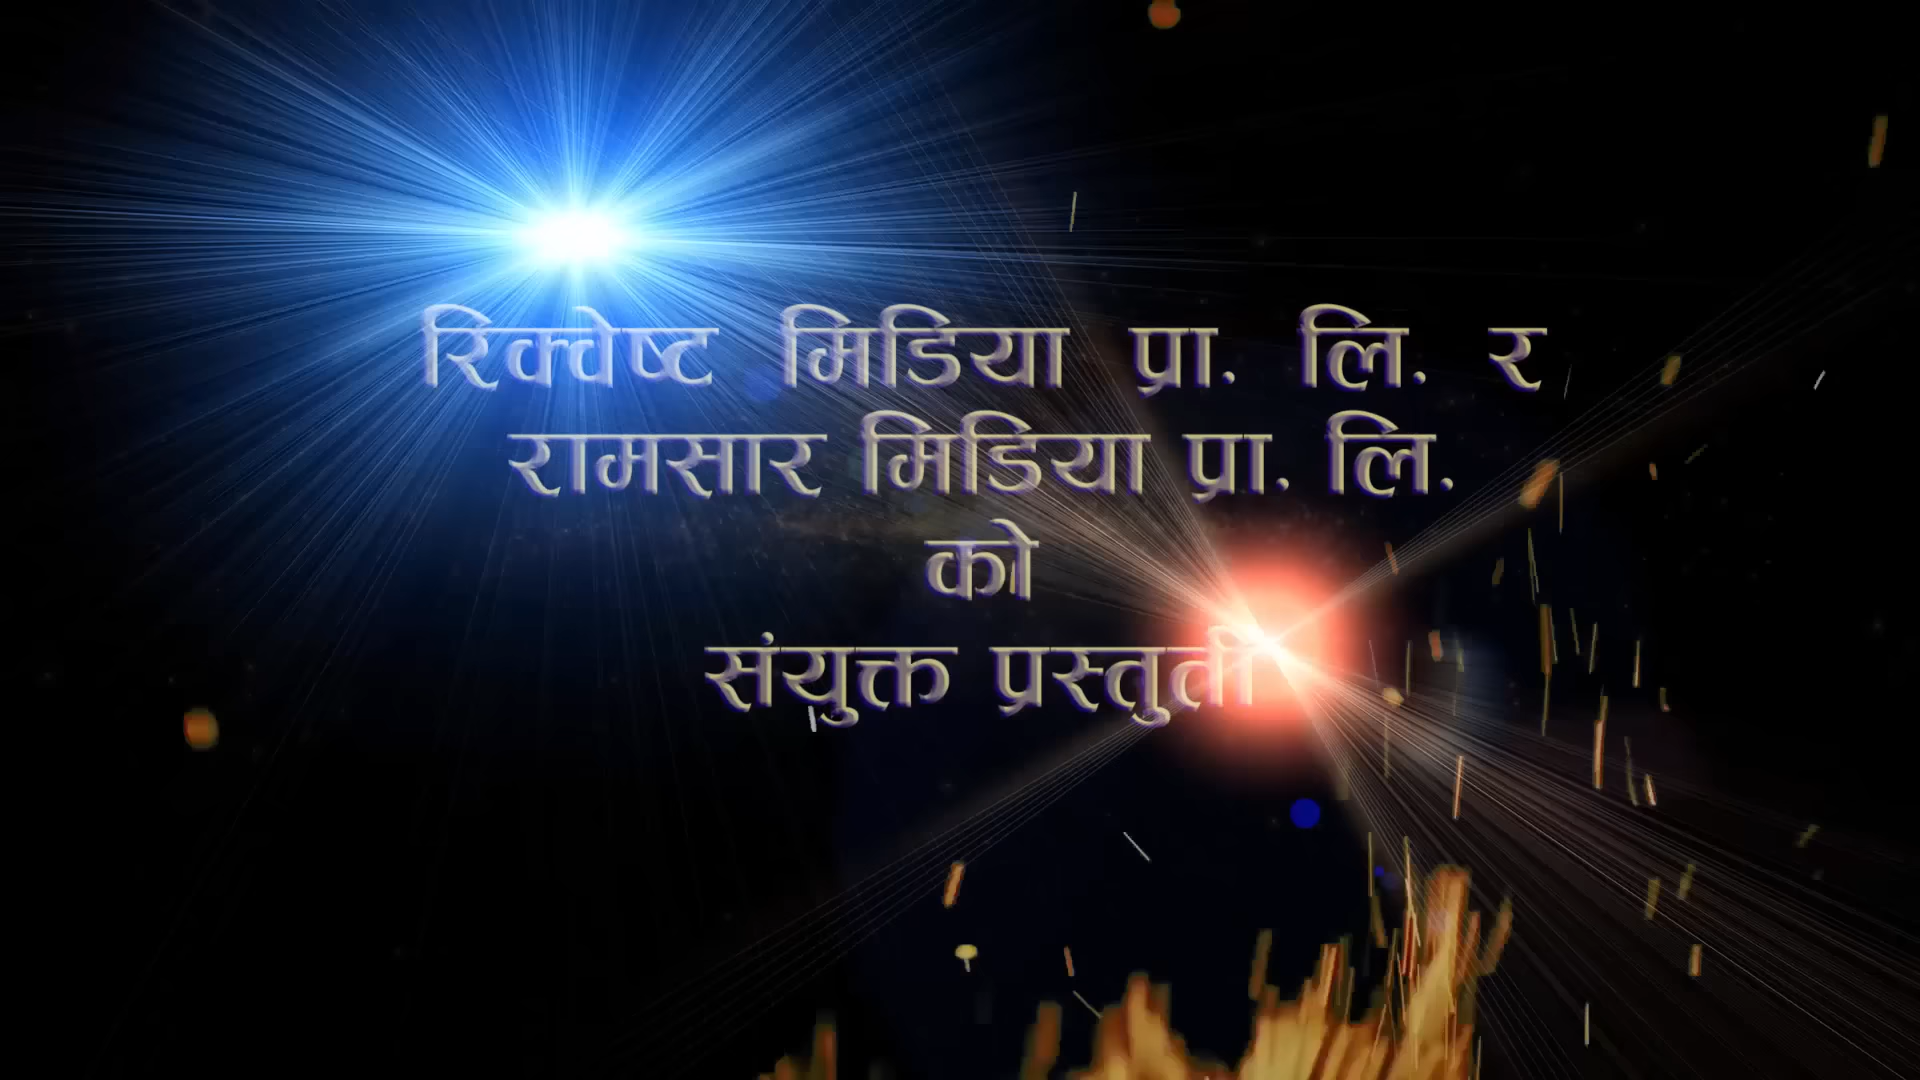 रिक्वेष्ट मिडिया प्रा. लि. र
रामसार मिडिया प्रा. लि.
को
संयुक्त प्रस्तुती